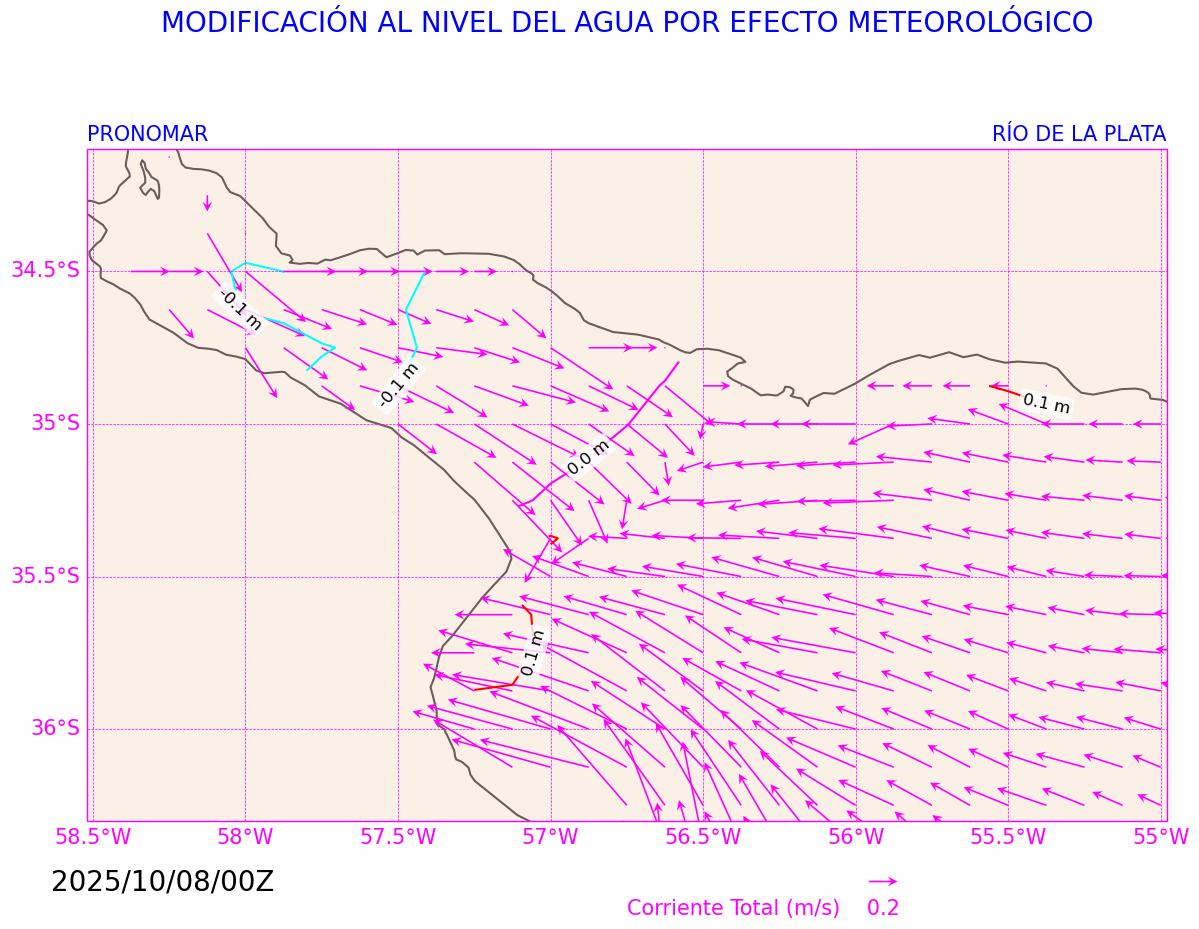 MODIFICACIÓN AL NIVEL DEL AGUA POR EFECTO METEOROLÓGICO
PRONOMAR
RÍO DE LA PLATA
34.5°S
-0.1 m
-0.1 m
0.1 m
35°S
0.0 m
35.5°S
0.1 m
36°S
58.5°W
58°W
57.5°W
57°W
56.5°W
56°W
55.5°W
55°W
2025/10/08/00Z
Corriente Total (m/s)
0.2